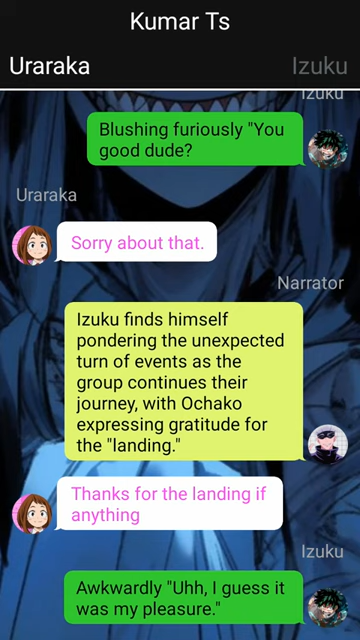 Kumar Ts
Uraraka
Izuku
Izuku
Blushing furiously "You
good dude?
Uraraka
Sorry about that.
Narrator
Izuku finds himself
pondering the unexpected
turn of events as the
group continues their
journey, with Ochako
expressing gratitude for
the "landing."
Thanks for the landing if
anything
Izuku
Awkwardly "Uhh, I guess it
was my pleasure."